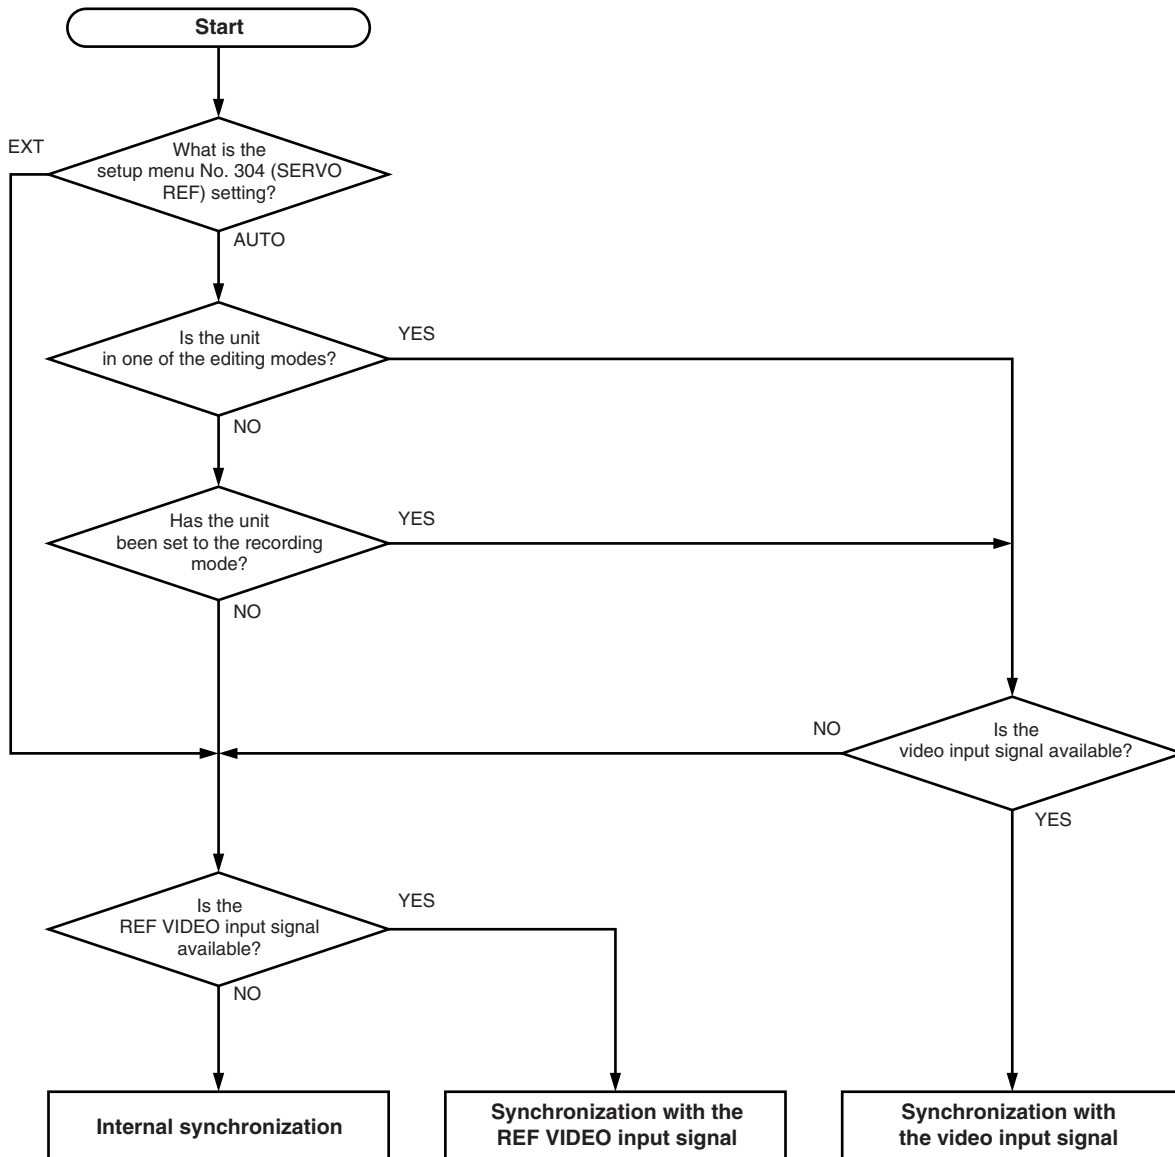 Start
EXT
What is the
setup menu No. 304 (SERVO
REF) setting?
AUTO
Is the unit
in one of the editing modes?
YES
NO
Has the unit
been set to the recording
mode?
YES
NO
NO
Is the
video input signal available?
YES
Is the
REF VIDEO input signal
available?
YES
NO
Internal synchronization
Synchronization with the
REF VIDEO input signal
Synchronization with
the video input signal